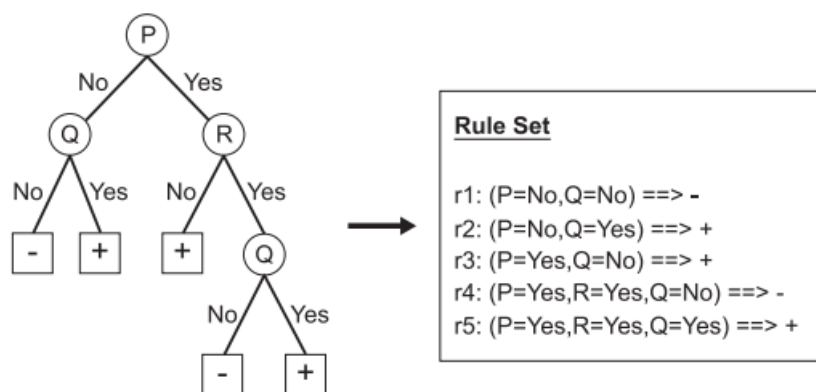 P
No Yes
Q R
No Yes No Yes
- + + Q
No Yes
- +
Rule Set
r1: (P=No,Q=No) ==> -
r2: (P=No,Q=Yes) ==> +
r3: (P=Yes,Q=No) ==> +
r4: (P=Yes,R=Yes,Q=No) ==> -
r5: (P=Yes,R=Yes,Q=Yes) ==> +